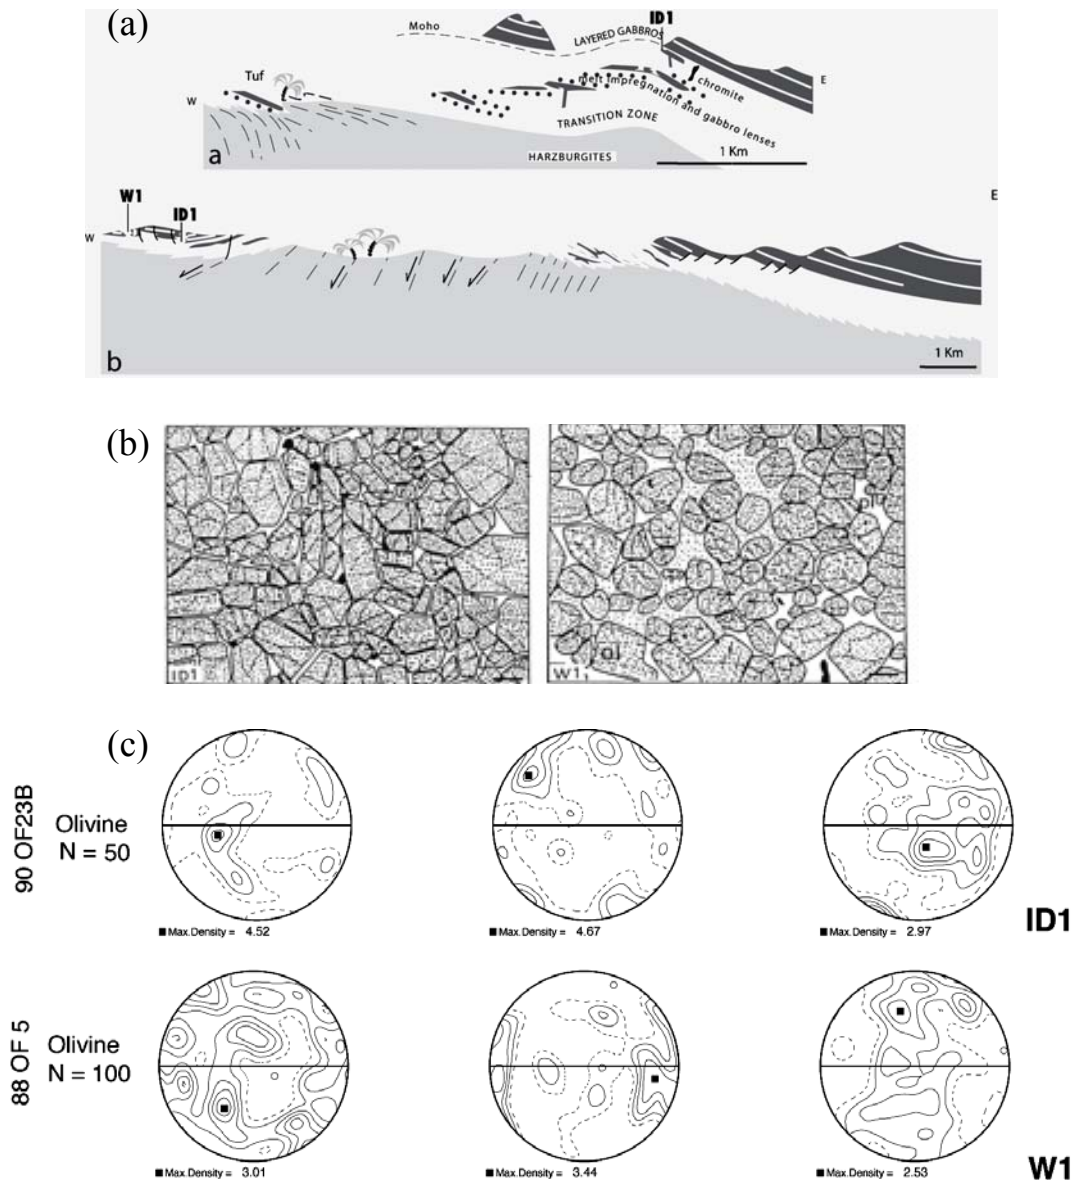 (a)
ID1
Moho
LAYERED GABBROS
Tuf
melt impregnation and gabbro lenses
chromite
E
W
TRANSITION ZONE
a
HARZBURGITES
1 Km
W1
ID1
E
W
b
1 Km
(b)
ID1
W1
ol
(c)
90 OF23B
Olivine
N = 50
Max.Density = 4.52
Max.Density = 4.67
Max.Density = 2.97
ID1
88 OF 5
Olivine
N = 100
Max.Density = 3.01
Max.Density = 3.44
Max.Density = 2.53
W1